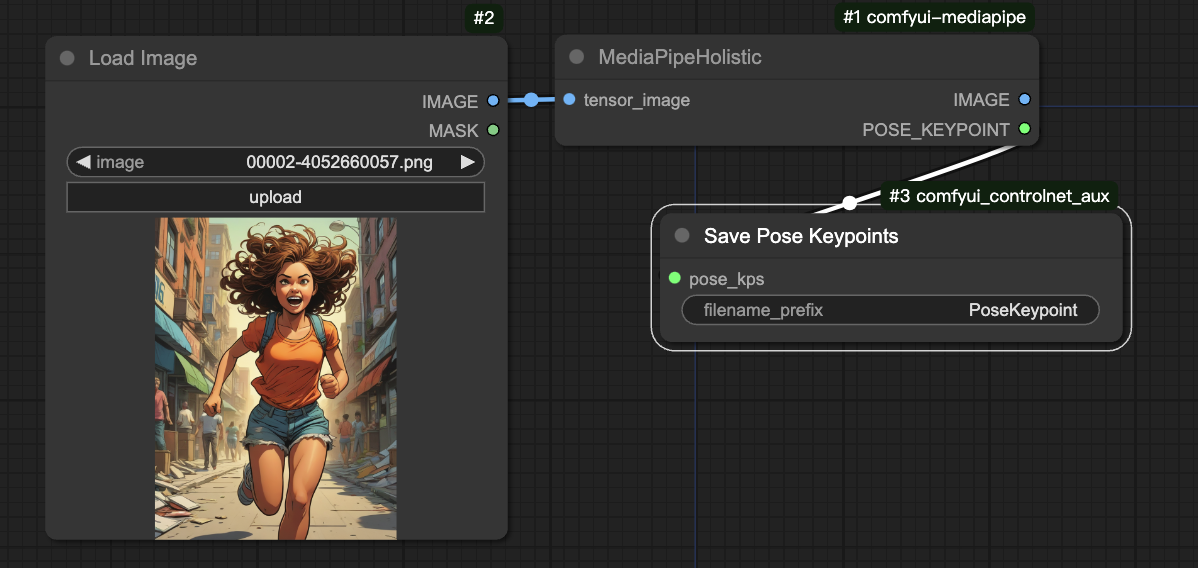 #2
Load Image
IMAGE
MASK
image 00002-4052660057.png
upload
#1 comfyui-mediapipe
MediaPipeHolistic
tensor_image IMAGE
POSE_KEYPOINT
#3 comfyui_controlnet_aux
Save Pose Keypoints
pose_kps
filename_prefix PoseKeypoint